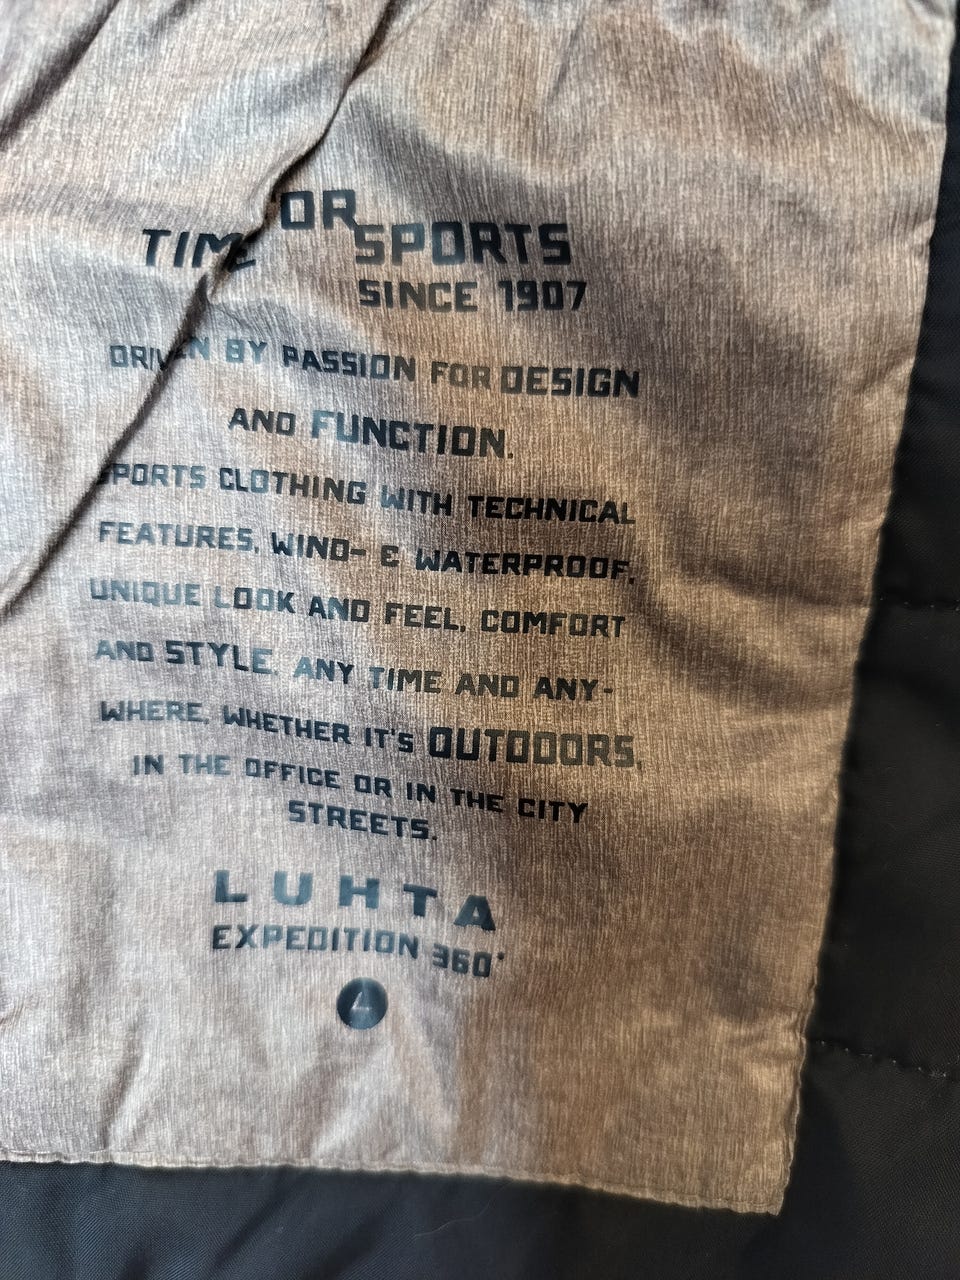 TIME FOR SPORTS
SINCE 1907
DRIVEN BY PASSION FOR DESIGN
AND FUNCTION.
SPORTS CLOTHING WITH TECHNICAL
FEATURES, WIND- & WATERPROOF,
UNIQUE LOOK AND FEEL, COMFORT
AND STYLE, ANY TIME AND ANY-
WHERE, WHETHER IT'S OUTDOORS,
IN THE OFFICE OR IN THE CITY
STREETS.
LUHTA
EXPEDITION 360°